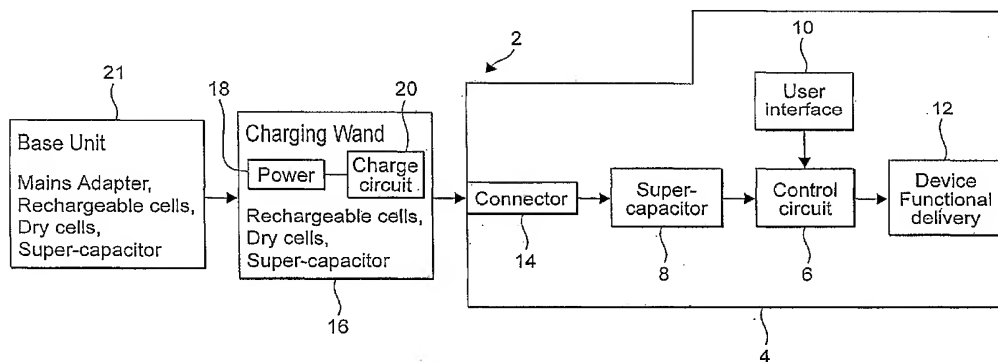 2
10
User
interface
12
21
Base Unit
Mains Adapter,
Rechargeable cells,
Dry cells,
Super-capacitor
18
20
Charging Wand
Power
Charge
circuit
Rechargeable cells,
Dry cells,
Super-capacitor
16
Connector
14
Super-
capacitor
8
Control
circuit
6
Device
Functional
delivery
4